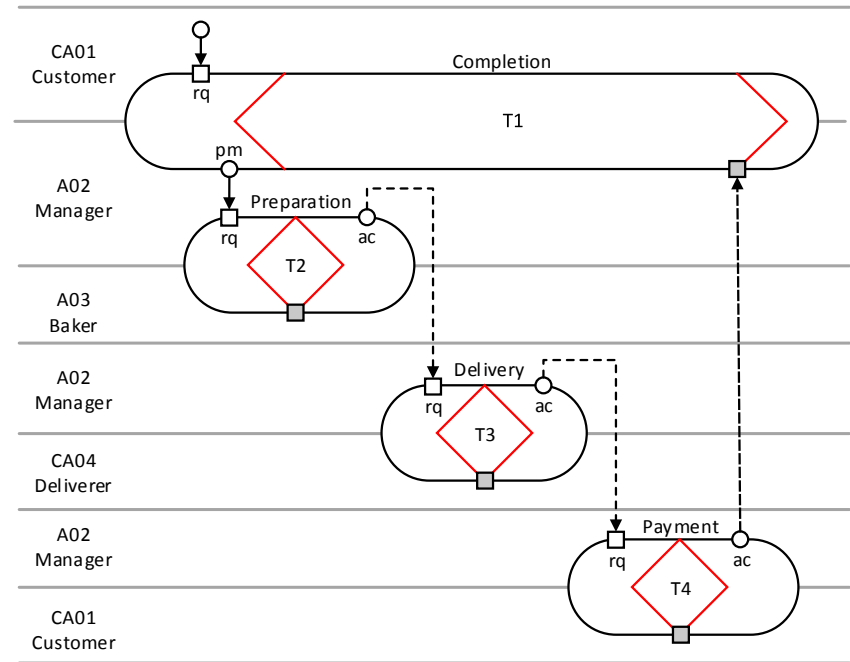 CA01
Customer
Completion
rq
T1
pm
A02
Manager
Preparation
rq
ac
T2
A03
Baker
A02
Manager
Delivery
rq
ac
T3
CA04
Deliverer
A02
Manager
Payment
rq
ac
T4
CA01
Customer